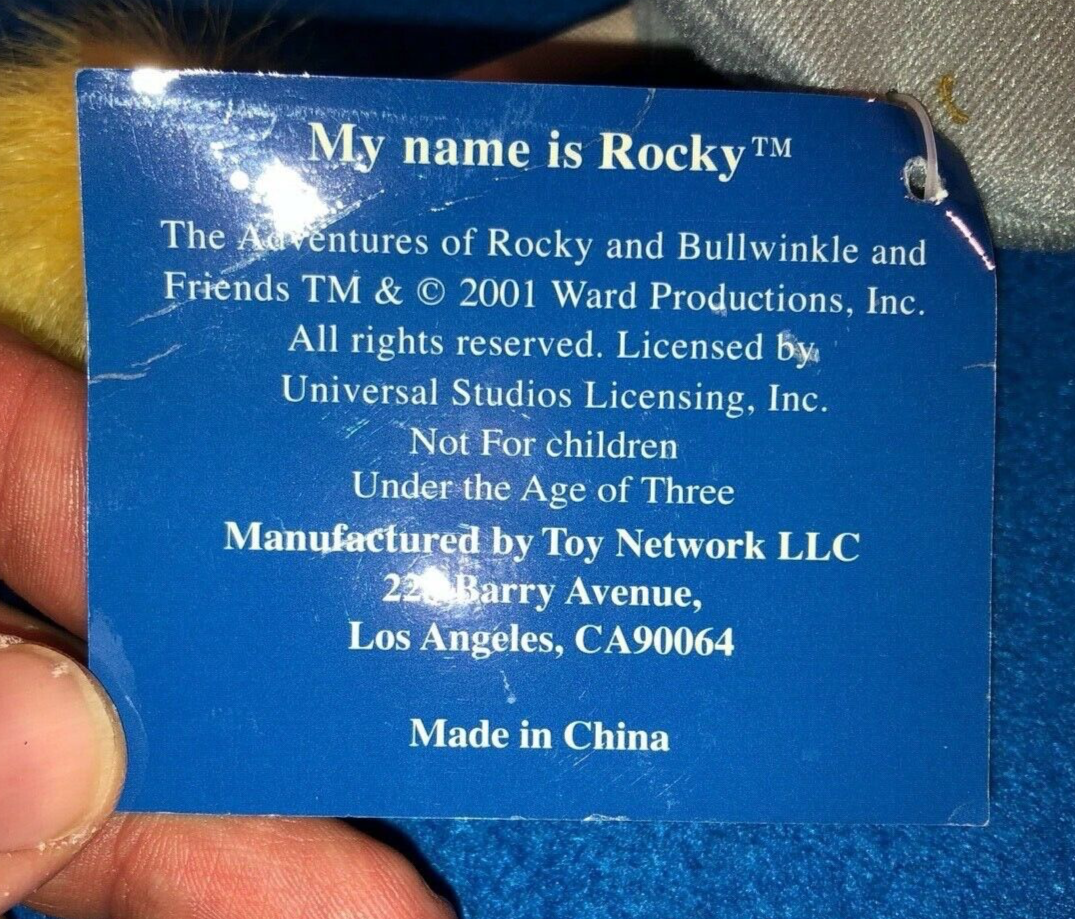 My name is Rocky™
The Adventures of Rocky and Bullwinkle and
Friends TM & © 2001 Ward Productions, Inc.
All rights reserved. Licensed by
Universal Studios Licensing, Inc.
Not For children
Under the Age of Three
Manufactured by Toy Network LLC
Barry Avenue,
Los Angeles, CA90064
Made in China